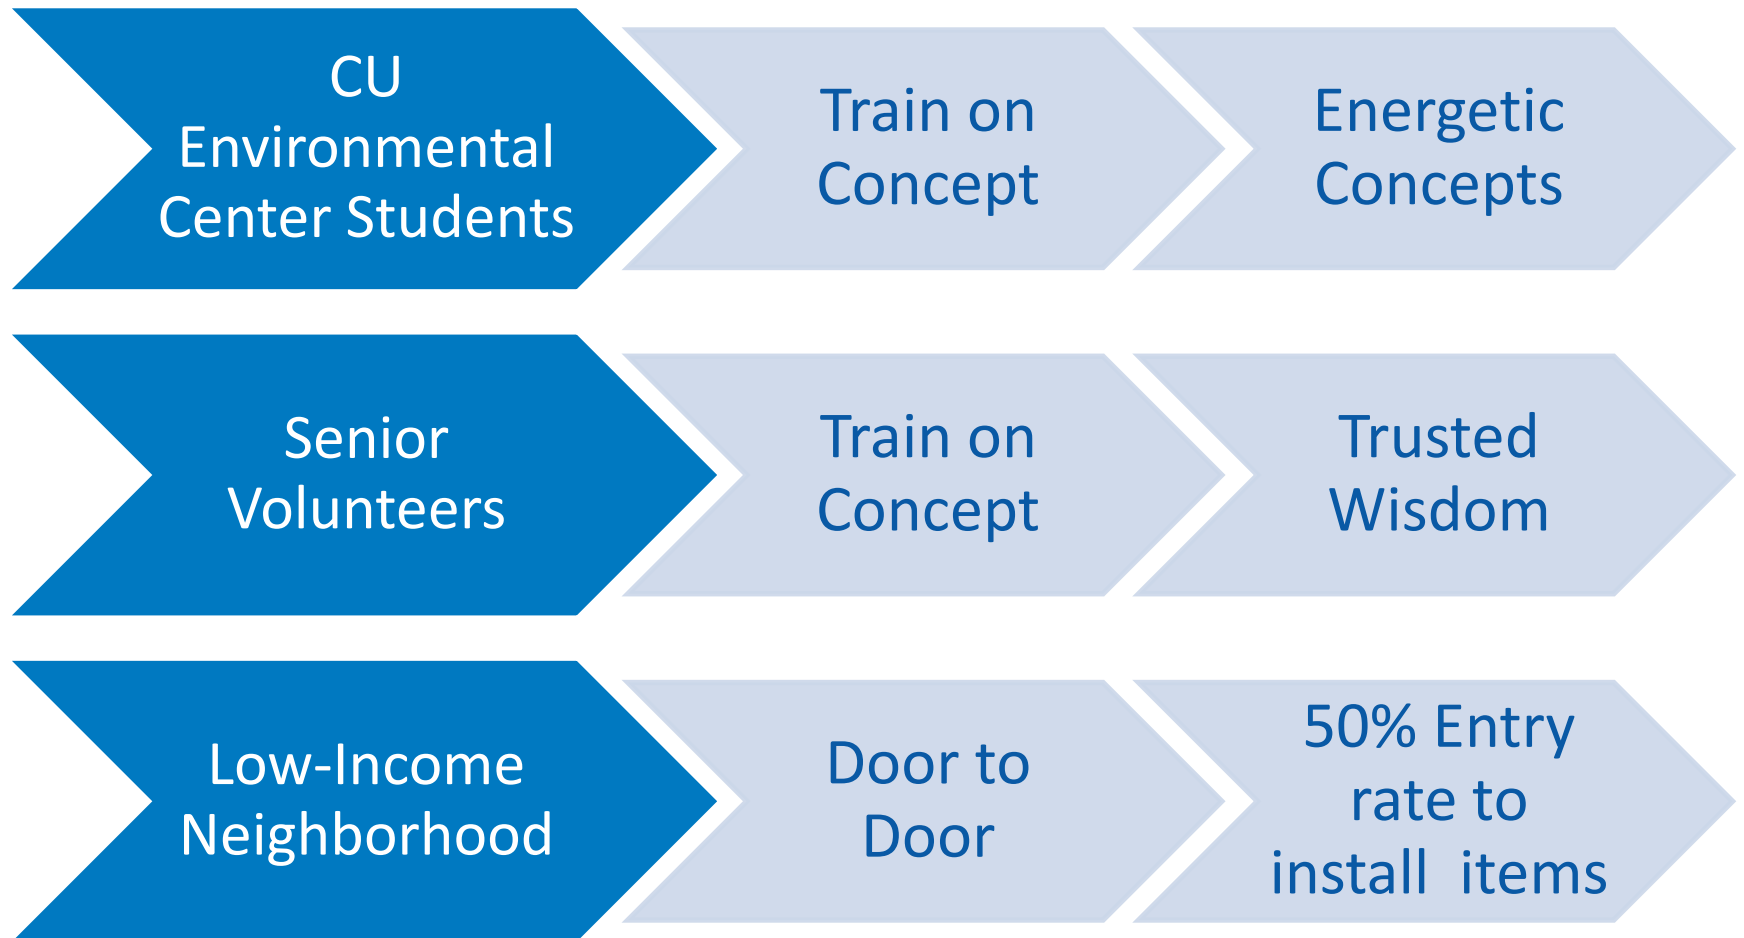 CU
Environmental
Center Students
Train on
Concept
Energetic
Concepts
Senior
Volunteers
Train on
Concept
Trusted
Wisdom
Low-Income
Neighborhood
Door to
Door
50% Entry
rate to
install  items